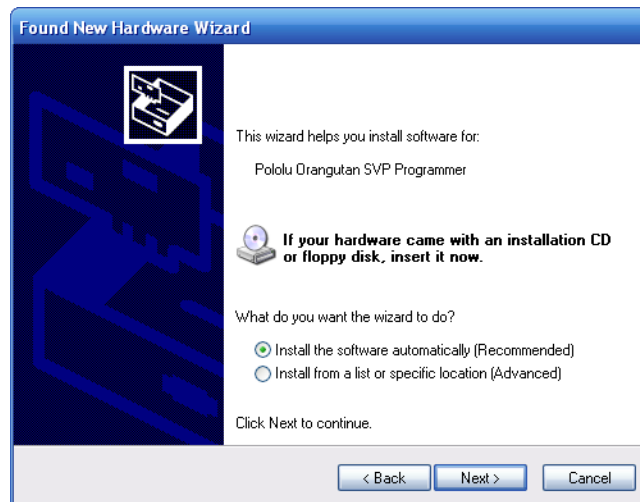 Found New Hardware Wizard
This wizard helps you install software for:
Pololu Orangutan SVP Programmer
If your hardware came with an installation CD
or floppy disk, insert it now.
What do you want the wizard to do?
Install the software automatically (Recommended)
Install from a list or specific location (Advanced)
Click Next to continue.
< Back Next > Cancel